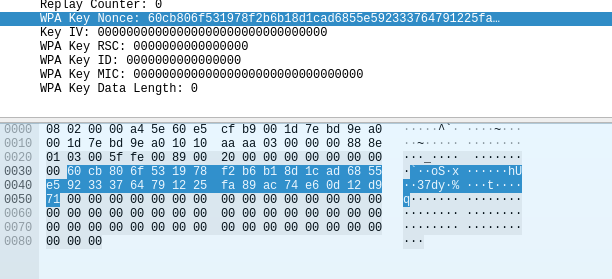 Replay Counter: 0
WPA Key Nonce: 60cb806f531978f2b6b18d1cad6855e592333764791225fa…
Key IV: 00000000000000000000000000000000
WPA Key RSC: 0000000000000000
WPA Key ID: 0000000000000000
WPA Key MIC: 00000000000000000000000000000000
WPA Key Data Length: 0
0000 08 02 00 00 a4 5e 60 e5 cf b9 00 1d 7e bd 9e a0 ·····^`· ····~···
0010 00 1d 7e bd 9e a0 10 10 aa aa 03 00 00 00 88 8e ··~····· ········
0020 01 03 00 5f fe 00 89 00 20 00 00 00 00 00 00 00 ···_···· ·······
0030 00 60 cb 80 6f 53 19 78 f2 b6 b1 8d 1c ad 68 55 ·`··oS·x ······hU
0040 e5 92 33 37 64 79 12 25 fa 89 ac 74 e6 0d 12 d9 ··37dy·% ···t····
0050 71 00 00 00 00 00 00 00 00 00 00 00 00 00 00 00 q······· ········
0060 00 00 00 00 00 00 00 00 00 00 00 00 00 00 00 00 ········ ········
0070 00 00 00 00 00 00 00 00 00 00 00 00 00 00 00 00 ········ ········
0080 00 00 00 ···